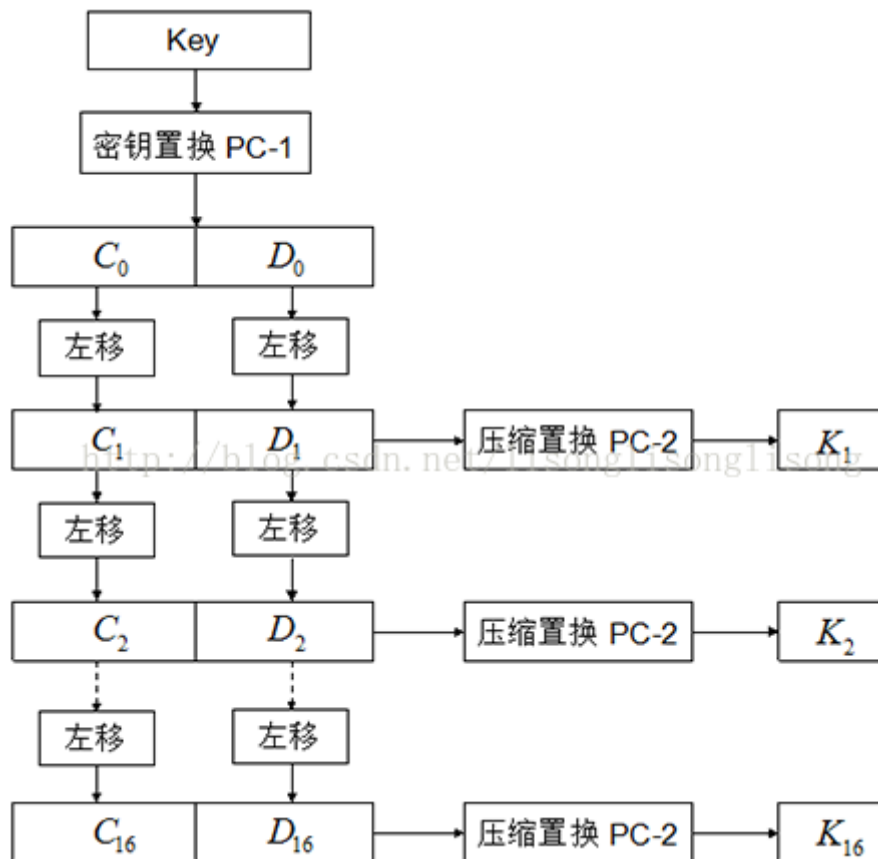 Key
密钥置换 PC-1
C₀ D₀
左移 左移
C₁ D₁ 压缩置换 PC-2 K₁
http://blog.csdn.net/lisonglisonglisong
左移 左移
C₂ D₂ 压缩置换 PC-2 K₂
左移 左移
C₁₆ D₁₆ 压缩置换 PC-2 K₁₆